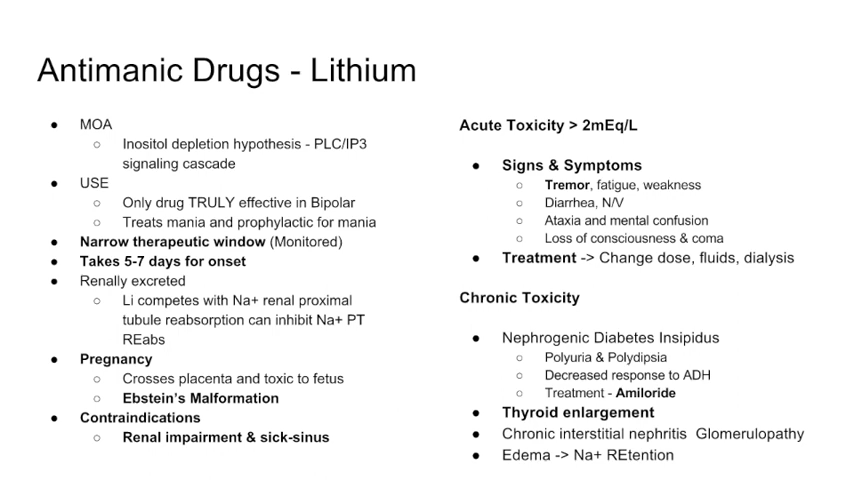 Antimanic Drugs - Lithium
● MOA
○ Inositol depletion hypothesis - PLC/IP3
signaling cascade
● USE
○ Only drug TRULY effective in Bipolar
○ Treats mania and prophylactic for mania
● Narrow therapeutic window (Monitored)
● Takes 5-7 days for onset
● Renally excreted
○ Li competes with Na+ renal proximal
tubule reabsorption can inhibit Na+ PT
REabs
● Pregnancy
○ Crosses placenta and toxic to fetus
○ Ebstein's Malformation
● Contraindications
○ Renal impairment & sick-sinus
Acute Toxicity > 2mEq/L
● Signs & Symptoms
○ Tremor, fatigue, weakness
○ Diarrhea, N/V
○ Ataxia and mental confusion
○ Loss of consciousness & coma
● Treatment -> Change dose, fluids, dialysis
Chronic Toxicity
● Nephrogenic Diabetes Insipidus
○ Polyuria & Polydipsia
○ Decreased response to ADH
○ Treatment - Amiloride
● Thyroid enlargement
● Chronic interstitial nephritis Glomerulopathy
● Edema -> Na+ REtention